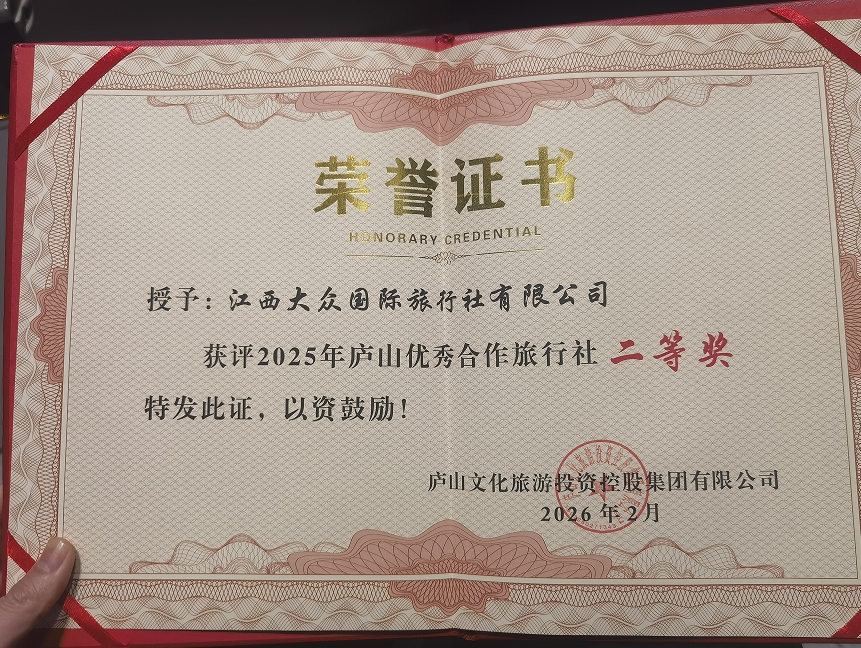 荣誉证书
HONORARY CREDENTIAL
授予：江西大众国际旅行社有限公司
获评2025年庐山优秀合作旅行社 二等奖
特发此证，以资鼓励！
庐山文化旅游投资控股集团有限公司
2026 年 2月